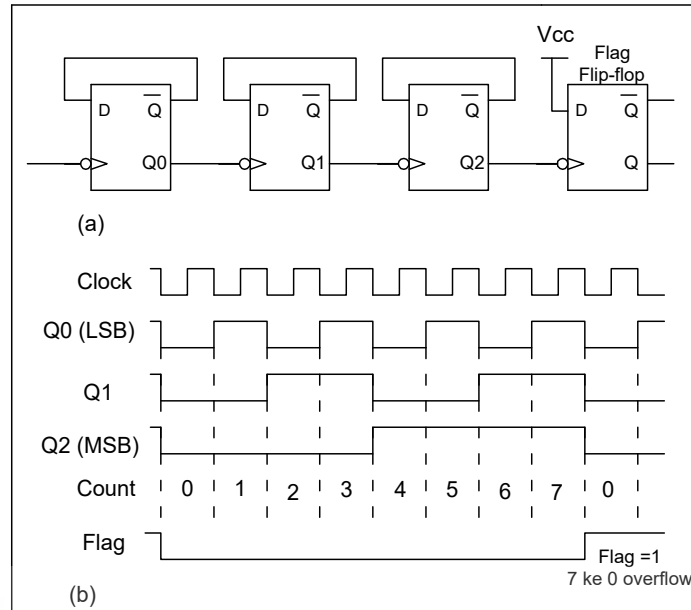 Vcc
Flag
Flip-flop
D Q D Q D Q D Q
Q0 Q1 Q2 Q
(a)
Clock
Q0 (LSB)
Q1
Q2 (MSB)
Count 0 1 2 3 4 5 6 7 0
Flag
Flag =1
7 ke 0 overflow
(b)